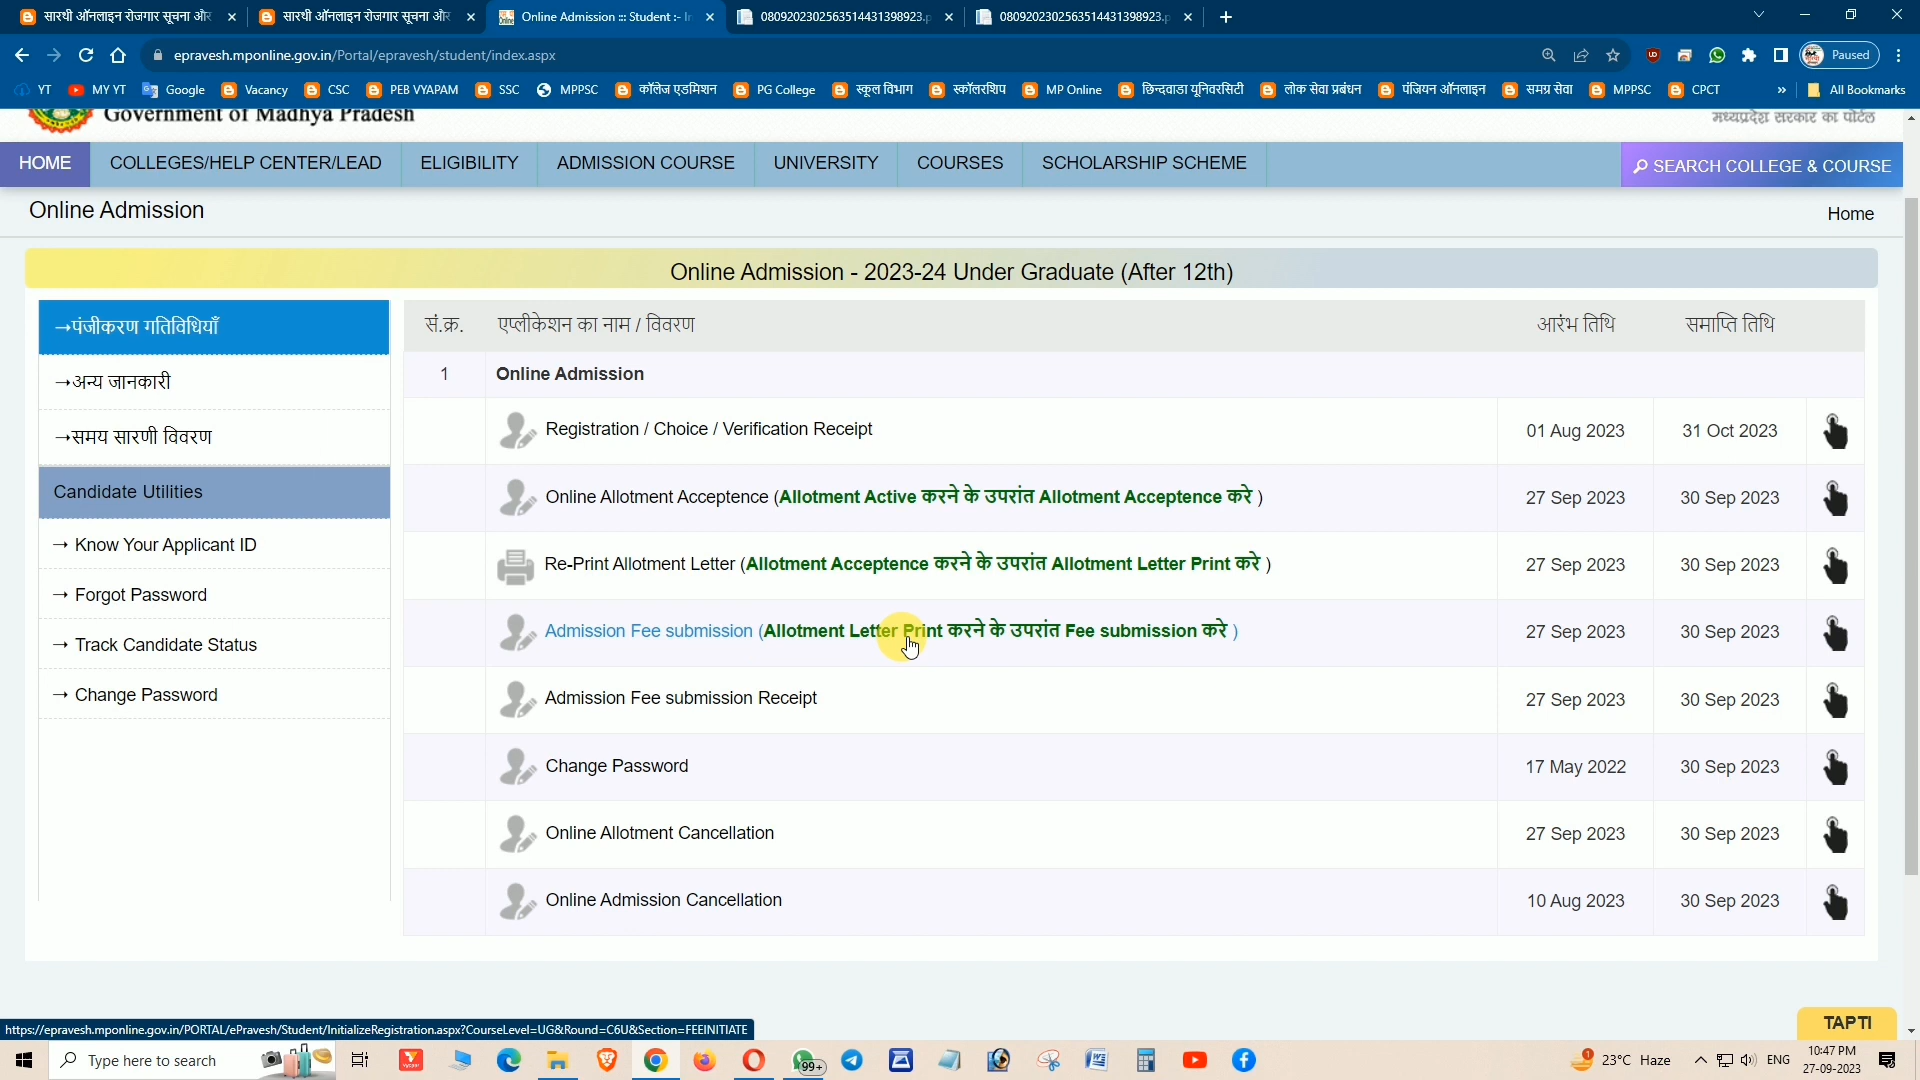 सारथी ऑनलाइन रोजगार सूचना और
सारथी ऑनलाइन रोजगार सूचना और
Online Admission ::: Student :- I
0809202302563514431398923.p
0809202302563514431398923.p
epravesh.mponline.gov.in/Portal/epravesh/student/index.aspx
Paused
YT MY YT Google Vacancy CSC PEB VYAPAM SSC MPPSC कॉलेज एडमिशन PG College स्कूल विभाग स्कॉलरशिप MP Online छिन्दवाडा यूनिवरसिटी लोक सेवा प्रबंधन पंजियन ऑनलाइन समग्र सेवा MPPSC CPCT » All Bookmarks
Government of Madhya Pradesh
मध्यप्रदेश सरकार का पोर्टल
HOME COLLEGES/HELP CENTER/LEAD ELIGIBILITY ADMISSION COURSE UNIVERSITY COURSES SCHOLARSHIP SCHEME SEARCH COLLEGE & COURSE
Online Admission
Home
Online Admission - 2023-24 Under Graduate (After 12th)
→पंजीकरण गतिविधियाँ
→अन्य जानकारी
→समय सारणी विवरण
Candidate Utilities
→ Know Your Applicant ID
→ Forgot Password
→ Track Candidate Status
→ Change Password
सं.क्र. एप्लीकेशन का नाम / विवरण आरंभ तिथि समाप्ति तिथि
1 Online Admission
Registration / Choice / Verification Receipt 01 Aug 2023 31 Oct 2023
Online Allotment Acceptence (Allotment Active करने के उपरांत Allotment Acceptence करे ) 27 Sep 2023 30 Sep 2023
Re-Print Allotment Letter (Allotment Acceptence करने के उपरांत Allotment Letter Print करे ) 27 Sep 2023 30 Sep 2023
Admission Fee submission (Allotment Letter Print करने के उपरांत Fee submission करे ) 27 Sep 2023 30 Sep 2023
Admission Fee submission Receipt 27 Sep 2023 30 Sep 2023
Change Password 17 May 2022 30 Sep 2023
Online Allotment Cancellation 27 Sep 2023 30 Sep 2023
Online Admission Cancellation 10 Aug 2023 30 Sep 2023
TAPTI
https://epravesh.mponline.gov.in/PORTAL/ePravesh/Student/InitializeRegistration.aspx?CourseLevel=UG&Round=C6U&Section=FEEINITIATE
Type here to search
99+
1
23°C Haze
ENG
10:47 PM
27-09-2023